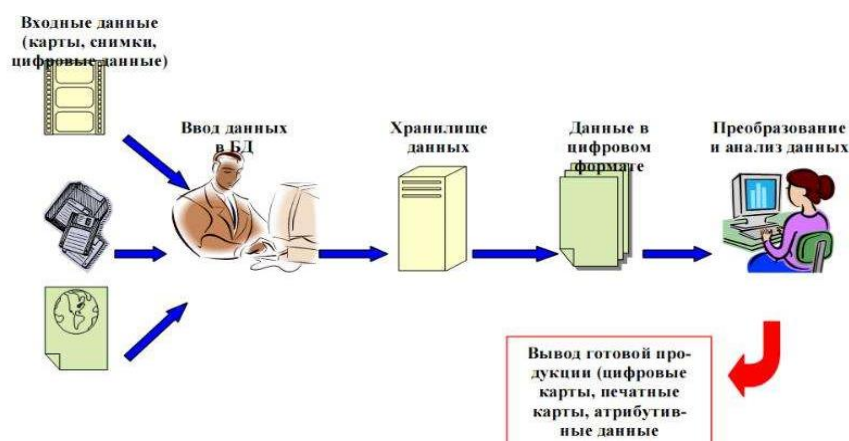 Входные данные
(карты, снимки,
цифровые данные)
Ввод данных
в БД
Хранилище
данных
Данные в
цифровом
формате
Преобразование
и анализ данных
Вывод готовой про-
дукции (цифровые
карты, печатные
карты, атрибутив-
ные данные